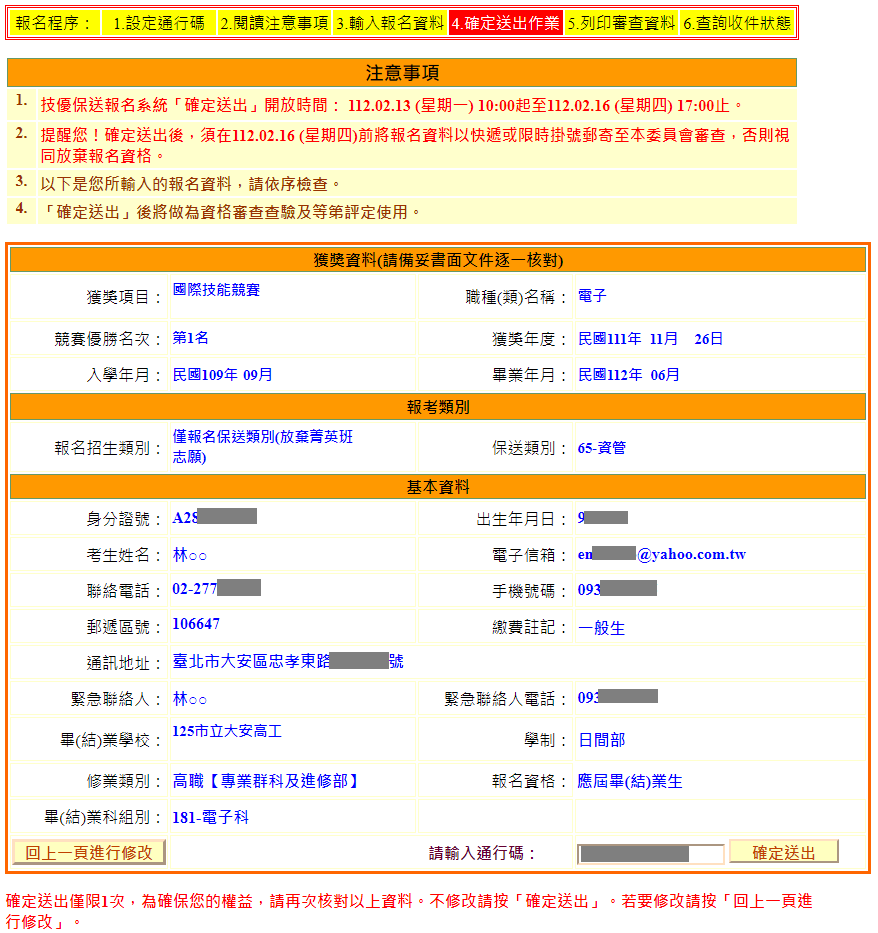 報名程序： 1.設定通行碼 2.閱讀注意事項 3.輸入報名資料 4.確定送出作業 5.列印審查資料 6.查詢收件狀態
注意事項
1. 技優保送報名系統「確定送出」開放時間： 112.02.13 (星期一) 10:00起至112.02.16 (星期四) 17:00止。
2. 提醒您！確定送出後，須在112.02.16 (星期四)前將報名資料以快遞或限時掛號郵寄至本委員會審查，否則視
同放棄報名資格。
3. 以下是您所輸入的報名資料，請依序檢查。
4. 「確定送出」後將做為資格審查查驗及等第評定使用。
獲獎資料(請備妥書面文件逐一核對)
獲獎項目： 國際技能競賽 職種(類)名稱： 電子
競賽優勝名次： 第1名 獲獎年度： 民國111年 11月 26日
入學年月： 民國109年 09月 畢業年月： 民國112年 06月
報考類別
報名招生類別： 僅報名保送類別(放棄菁英班
志願) 保送類別： 65-資管
基本資料
身分證號： A28 出生年月日： 9
考生姓名： 林○○ 電子信箱： en @yahoo.com.tw
聯絡電話： 02-277 手機號碼： 093
郵遞區號： 106647 繳費註記： 一般生
通訊地址： 臺北市大安區忠孝東路 號
緊急聯絡人： 林○○ 緊急聯絡人電話： 093
畢(結)業學校： 125市立大安高工 學制： 日間部
修業類別： 高職【專業群科及進修部】 報名資格： 應屆畢(結)業生
畢(結)業科組別： 181-電子科
回上一頁進行修改 請輸入通行碼： 確定送出
確定送出僅限1次，為確保您的權益，請再次核對以上資料。不修改請按「確定送出」。若要修改請按「回上一頁進
行修改」。